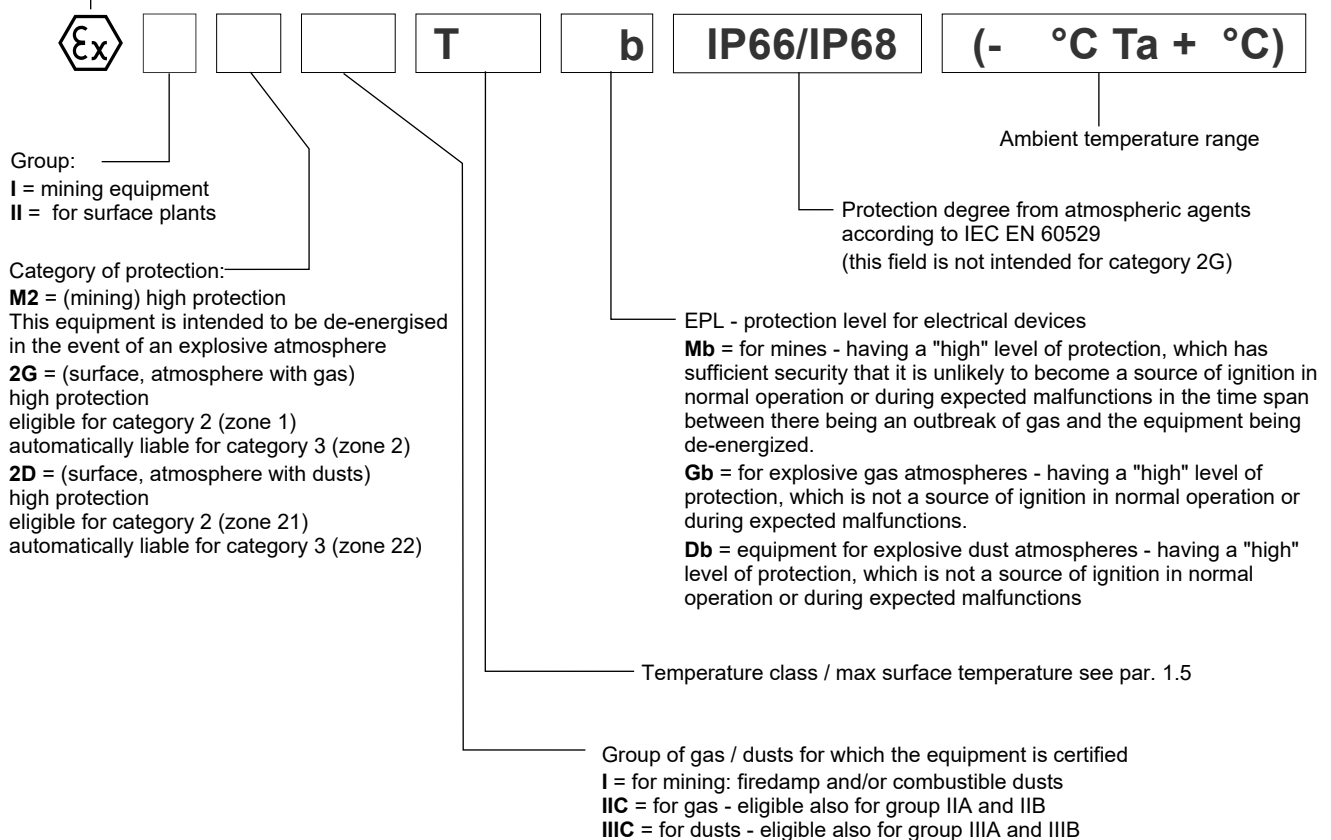 Ex T b IP66/IP68 (- °C Ta + °C)
Ambient temperature range
Group:
I = mining equipment
II = for surface plants
Protection degree from atmospheric agents
according to IEC EN 60529
(this field is not intended for category 2G)
Category of protection:
M2 = (mining) high protection
This equipment is intended to be de-energised
in the event of an explosive atmosphere
2G = (surface, atmosphere with gas)
high protection
eligible for category 2 (zone 1)
automatically liable for category 3 (zone 2)
2D = (surface, atmosphere with dusts)
high protection
eligible for category 2 (zone 21)
automatically liable for category 3 (zone 22)
EPL - protection level for electrical devices
Mb = for mines - having a "high" level of protection, which has
sufficient security that it is unlikely to become a source of ignition in
normal operation or during expected malfunctions in the time span
between there being an outbreak of gas and the equipment being
de-energized.
Gb = for explosive gas atmospheres - having a "high" level of
protection, which is not a source of ignition in normal operation or
during expected malfunctions.
Db = equipment for explosive dust atmospheres - having a "high"
level of protection, which is not a source of ignition in normal
operation or during expected malfunctions
Temperature class / max surface temperature see par. 1.5
Group of gas / dusts for which the equipment is certified
I = for mining: firedamp and/or combustible dusts
IIC = for gas - eligible also for group IIA and IIB
IIIC = for dusts - eligible also for group IIIA and IIIB